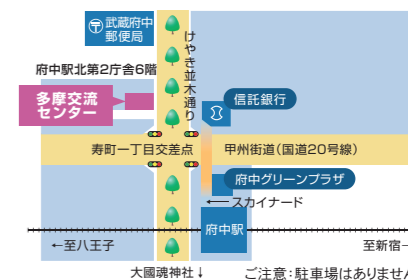 武蔵府中
郵便局
けやき並木通り
府中駅北第2庁舎6階
多摩交流
センター
信託銀行
寿町一丁目交差点
甲州街道(国道20号線)
府中グリーンプラザ
←スカイナード
府中駅
←至八王子
至新宿→
大國魂神社↓
ご注意:駐車場はありません